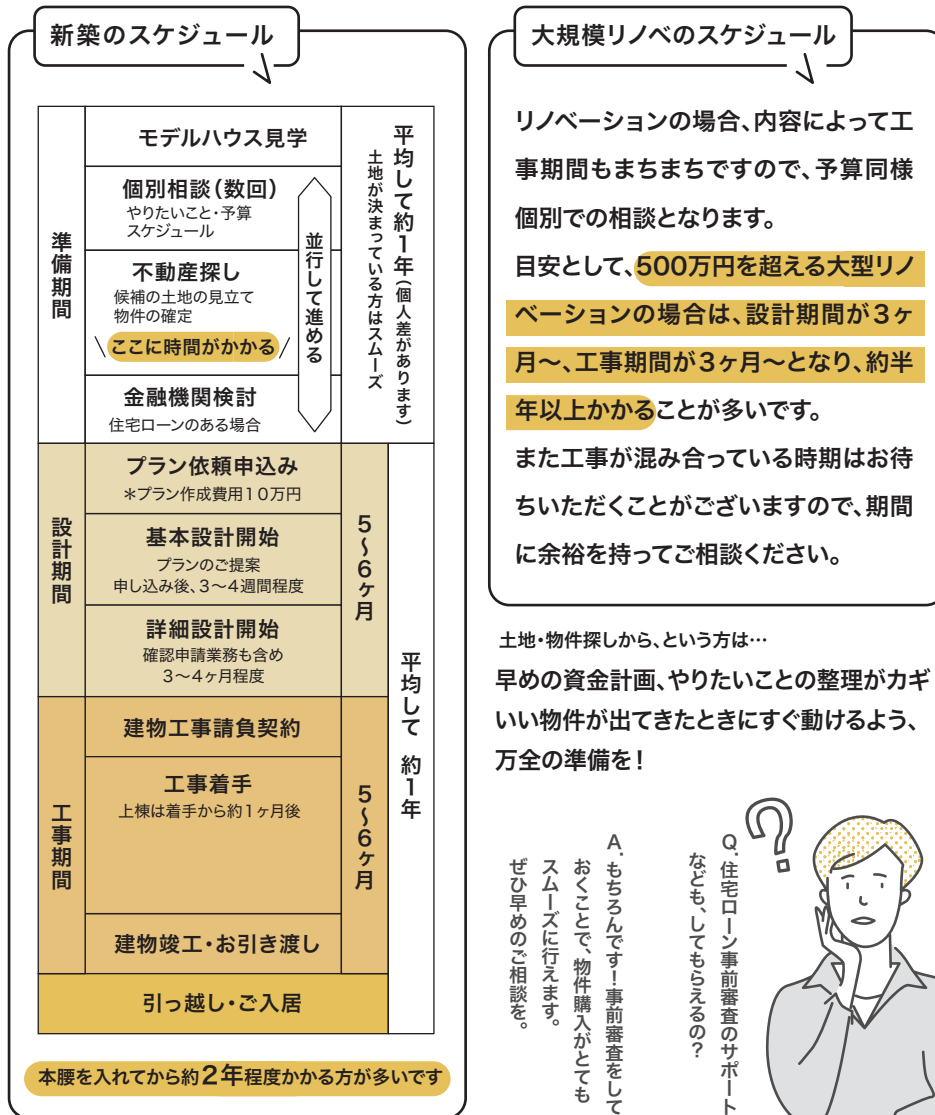 新築のスケジュール
準備期間
モデルハウス見学
個別相談（数回）
やりたいこと・予算
スケジュール
不動産探し
候補の土地の見立て
物件の確定
ここに時間がかかる
金融機関検討
住宅ローンのある場合
並行して進める
平均して約1年（個人差があります）
土地が決まっている方はスムーズ
設計期間
プラン依頼申込み
＊プラン作成費用10万円
基本設計開始
プランのご提案
申し込み後、3〜4週間程度
詳細設計開始
確認申請業務も含め
3〜4ヶ月程度
5〜6ヶ月
工事期間
建物工事請負契約
工事着手
上棟は着手から約1ヶ月後
建物竣工・お引き渡し
5〜6ヶ月
平均して 約1年
引っ越し・ご入居
本腰を入れてから約2年程度かかる方が多いです
大規模リノベのスケジュール
リノベーションの場合、内容によって工
事期間もまちまちですので、予算同様
個別での相談となります。
目安として、500万円を超える大型リノ
ベーションの場合は、設計期間が3ヶ
月〜、工事期間が3ヶ月〜となり、約半
年以上かかることが多いです。
また工事が混み合っている時期はお待
ちいただくことがございますので、期間
に余裕を持ってご相談ください。
土地・物件探しから、という方は…
早めの資金計画、やりたいことの整理がカギ
いい物件が出てきたときにすぐ動けるよう、
万全の準備を！
Q. 住宅ローン事前審査のサポート
なども、してもらえるの？
A. もちろんです！事前審査をして
おくことで、物件購入がとても
スムーズに行えます。
ぜひ早めのご相談を。